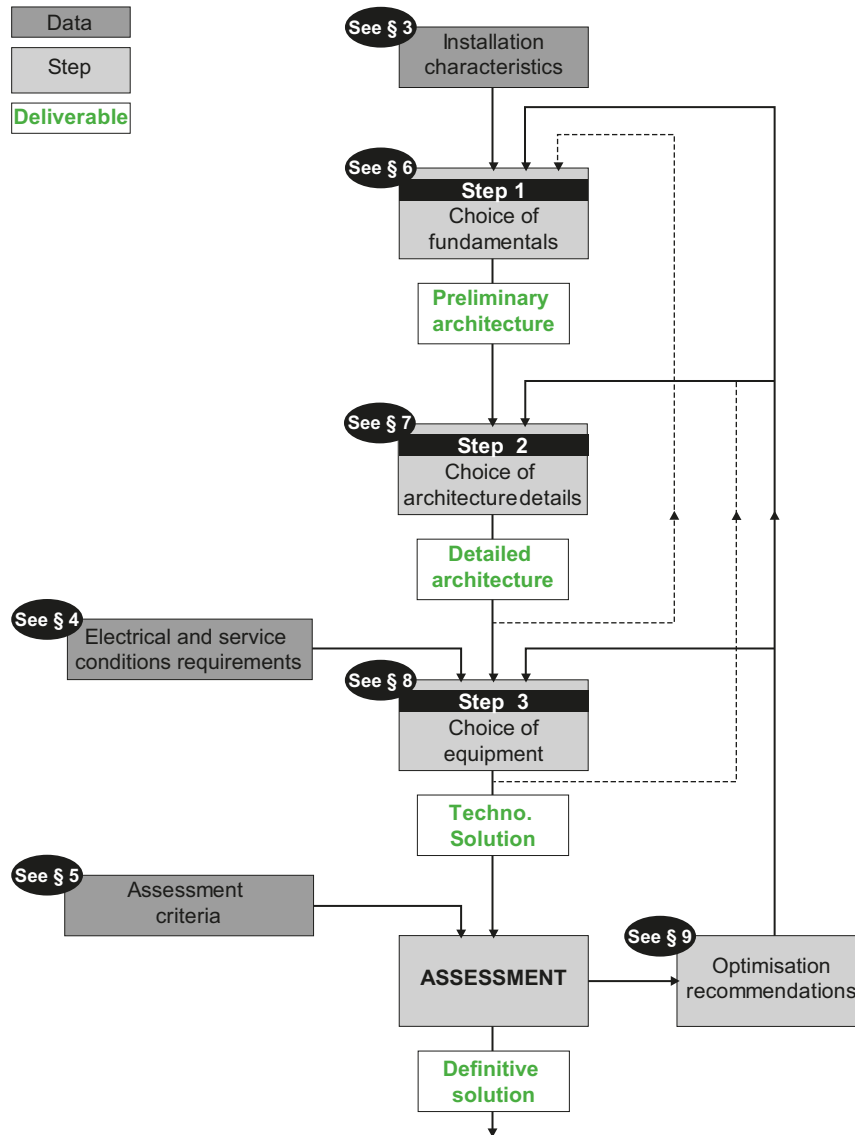 Data
Step
Deliverable
See § 3
Installation
characteristics
See § 6
Step 1
Choice of
fundamentals
Preliminary
architecture
See § 7
Step 2
Choice of
architecture details
Detailed
architecture
See § 4
Electrical and service
conditions requirements
See § 8
Step 3
Choice of
equipment
Techno.
Solution
See § 5
Assessment
criteria
ASSESSMENT
See § 9
Optimisation
recommendations
Definitive
solution